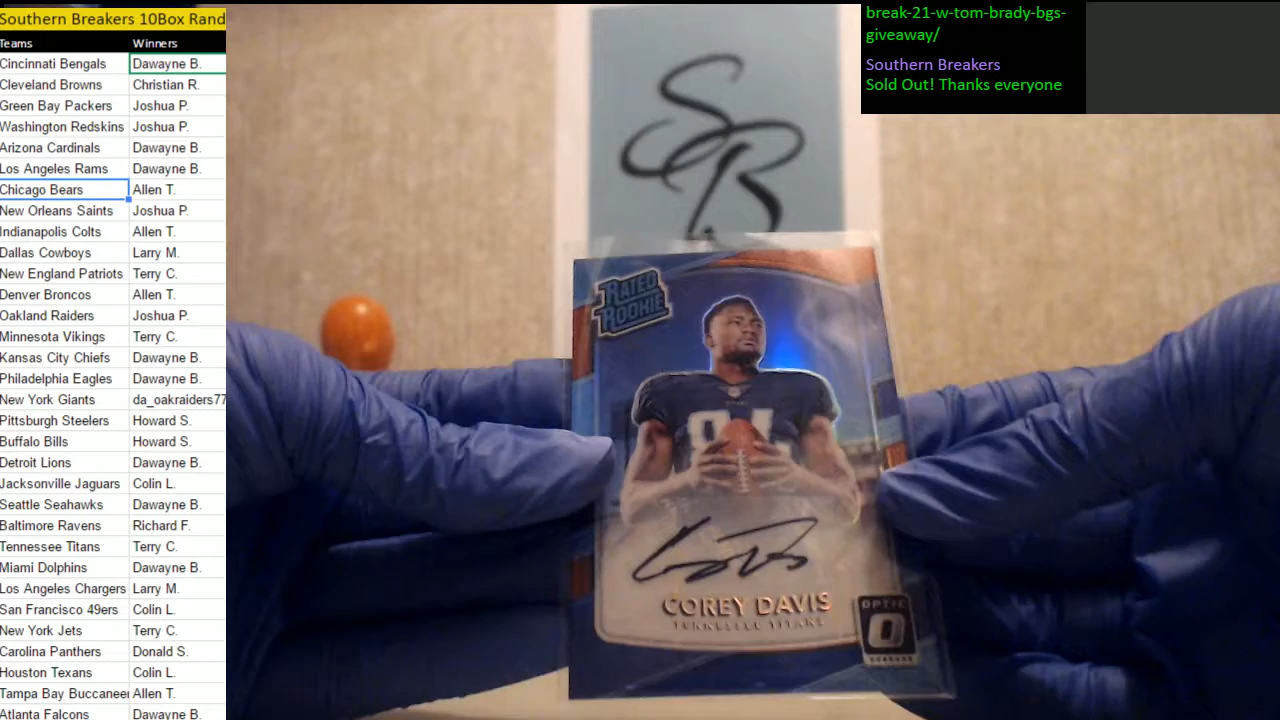 Southern Breakers 10Box Rand
Teams Winners
Cincinnati Bengals Dawayne B.
Cleveland Browns Christian R.
Green Bay Packers Joshua P.
Washington Redskins Joshua P.
Arizona Cardinals Dawayne B.
Los Angeles Rams Dawayne B.
Chicago Bears Allen T.
New Orleans Saints Joshua P.
Indianapolis Colts Allen T.
Dallas Cowboys Larry M.
New England Patriots Terry C.
Denver Broncos Allen T.
Oakland Raiders Joshua P.
Minnesota Vikings Terry C.
Kansas City Chiefs Dawayne B.
Philadelphia Eagles Dawayne B.
New York Giants da_oakraiders77
Pittsburgh Steelers Howard S.
Buffalo Bills Howard S.
Detroit Lions Dawayne B.
Jacksonville Jaguars Colin L.
Seattle Seahawks Dawayne B.
Baltimore Ravens Richard F.
Tennessee Titans Terry C.
Miami Dolphins Dawayne B.
Los Angeles Chargers Larry M.
San Francisco 49ers Colin L.
New York Jets Terry C.
Carolina Panthers Donald S.
Houston Texans Colin L.
Tampa Bay Buccaneer Allen T.
Atlanta Falcons Dawayne B.
break-21-w-tom-brady-bgs-
giveaway/
Southern Breakers
Sold Out! Thanks everyone
SB
RATED
ROOKIE
84
COREY DAVIS
TENNESSEE TITANS
OPTIC
DONRUSS